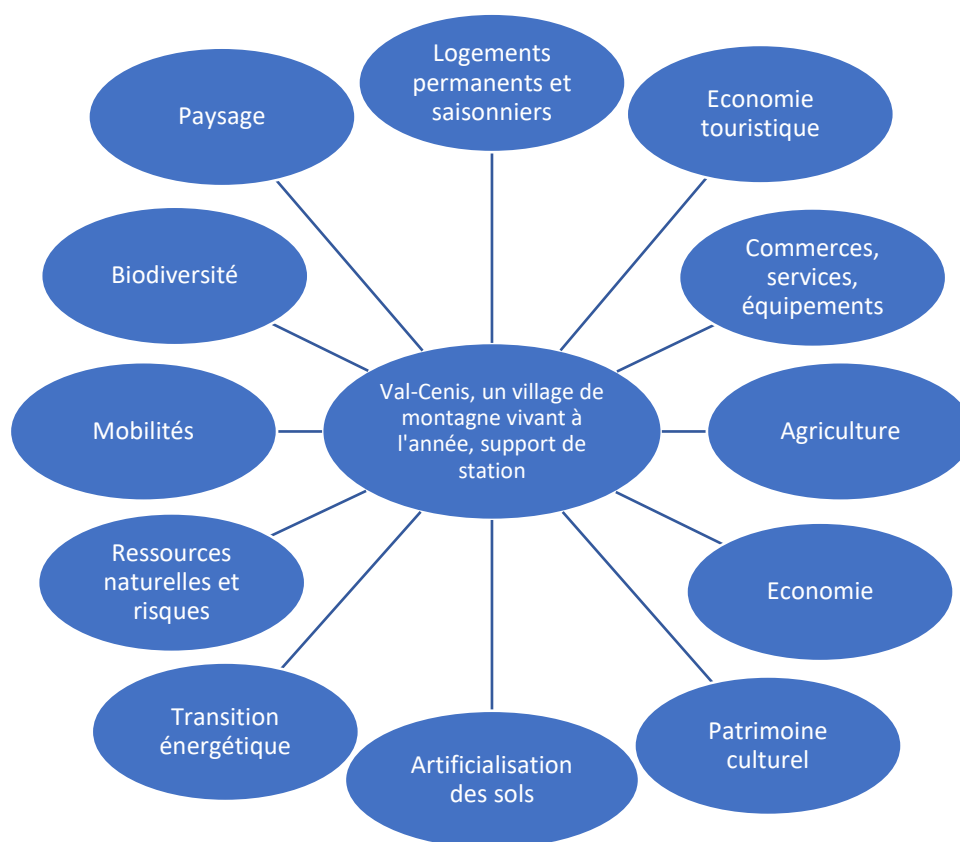 Logements
permanents et
saisonniers
Economie
touristique
Commerces,
services,
équipements
Agriculture
Economie
Patrimoine
culturel
Artificialisation
des sols
Transition
énergétique
Ressources
naturelles et
risques
Mobilités
Biodiversité
Paysage
Val-Cenis, un village de
montagne vivant à
l'année, support de
station